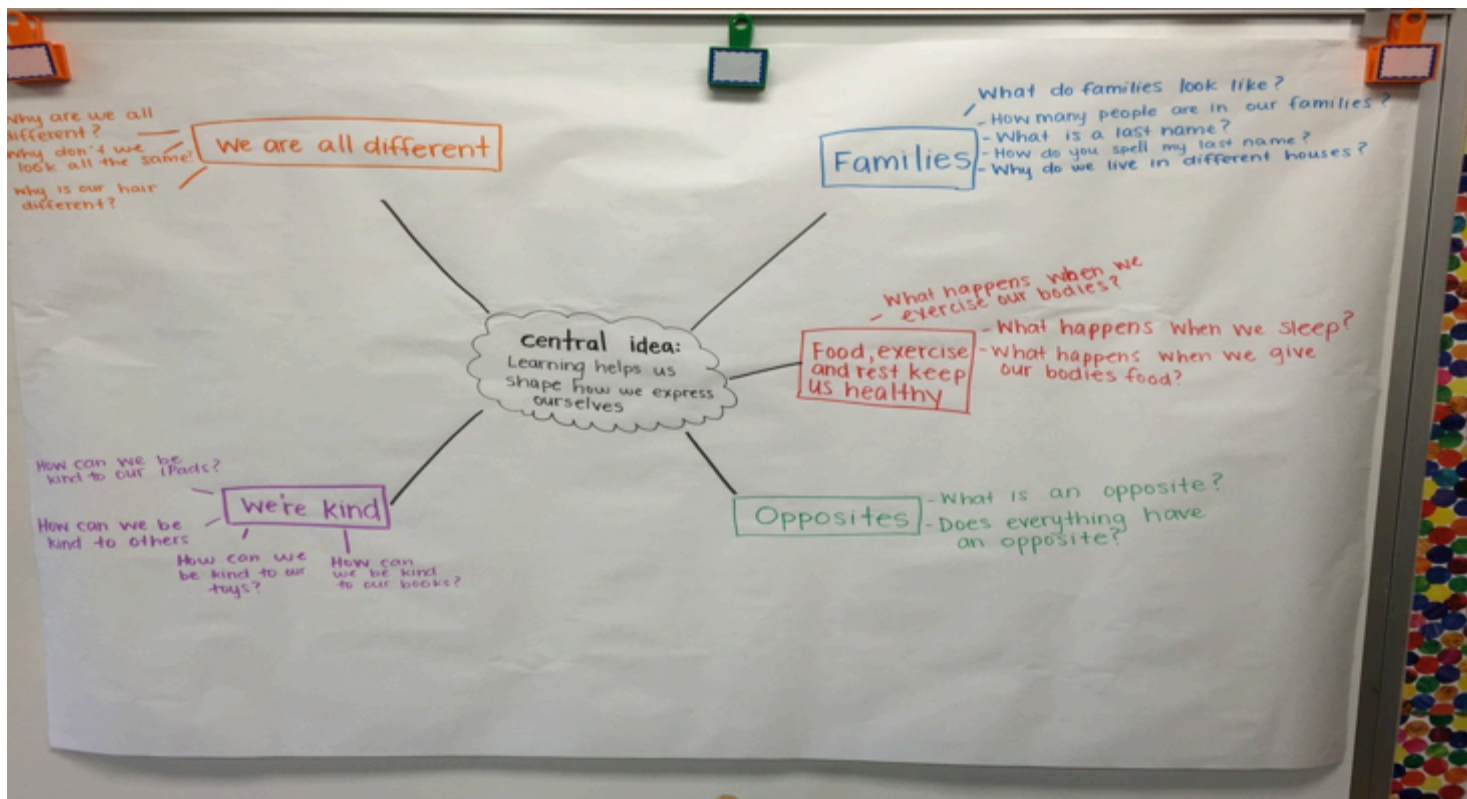 Why are we all
different?
Why don't we
look all the same?
Why is our hair
different?
We are all different
What do families look like?
- How many people are in our families?
- What is a last name?
- How do you spell my last name?
- Why do we live in different houses?
Families
central idea:
Learning helps us
shape how we express
ourselves
- What happens when we
exercise our bodies?
Food, exercise
and rest keep
us healthy
- What happens when we sleep?
- What happens when we give
our bodies food?
How can we be
kind to our iPads?
We're kind
How can we be
kind to others
How can we
be kind to our
toys?
How can
we be kind
to our books?
Opposites
- What is an opposite?
- Does everything have
an opposite?